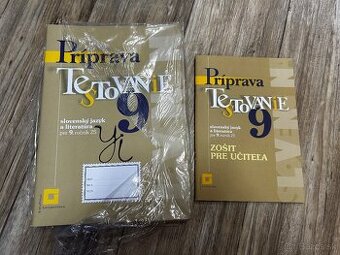 Príprava
TESTOVANIE
9
slovenský jazyk
a literatúra
pre 9. ročník ZŠ
Príprava
TESTOVANIE
9
slovenský jazyk
a literatúra
pre 9. ročník ZŠ
ZOŠIT
PRE UČITEĽA